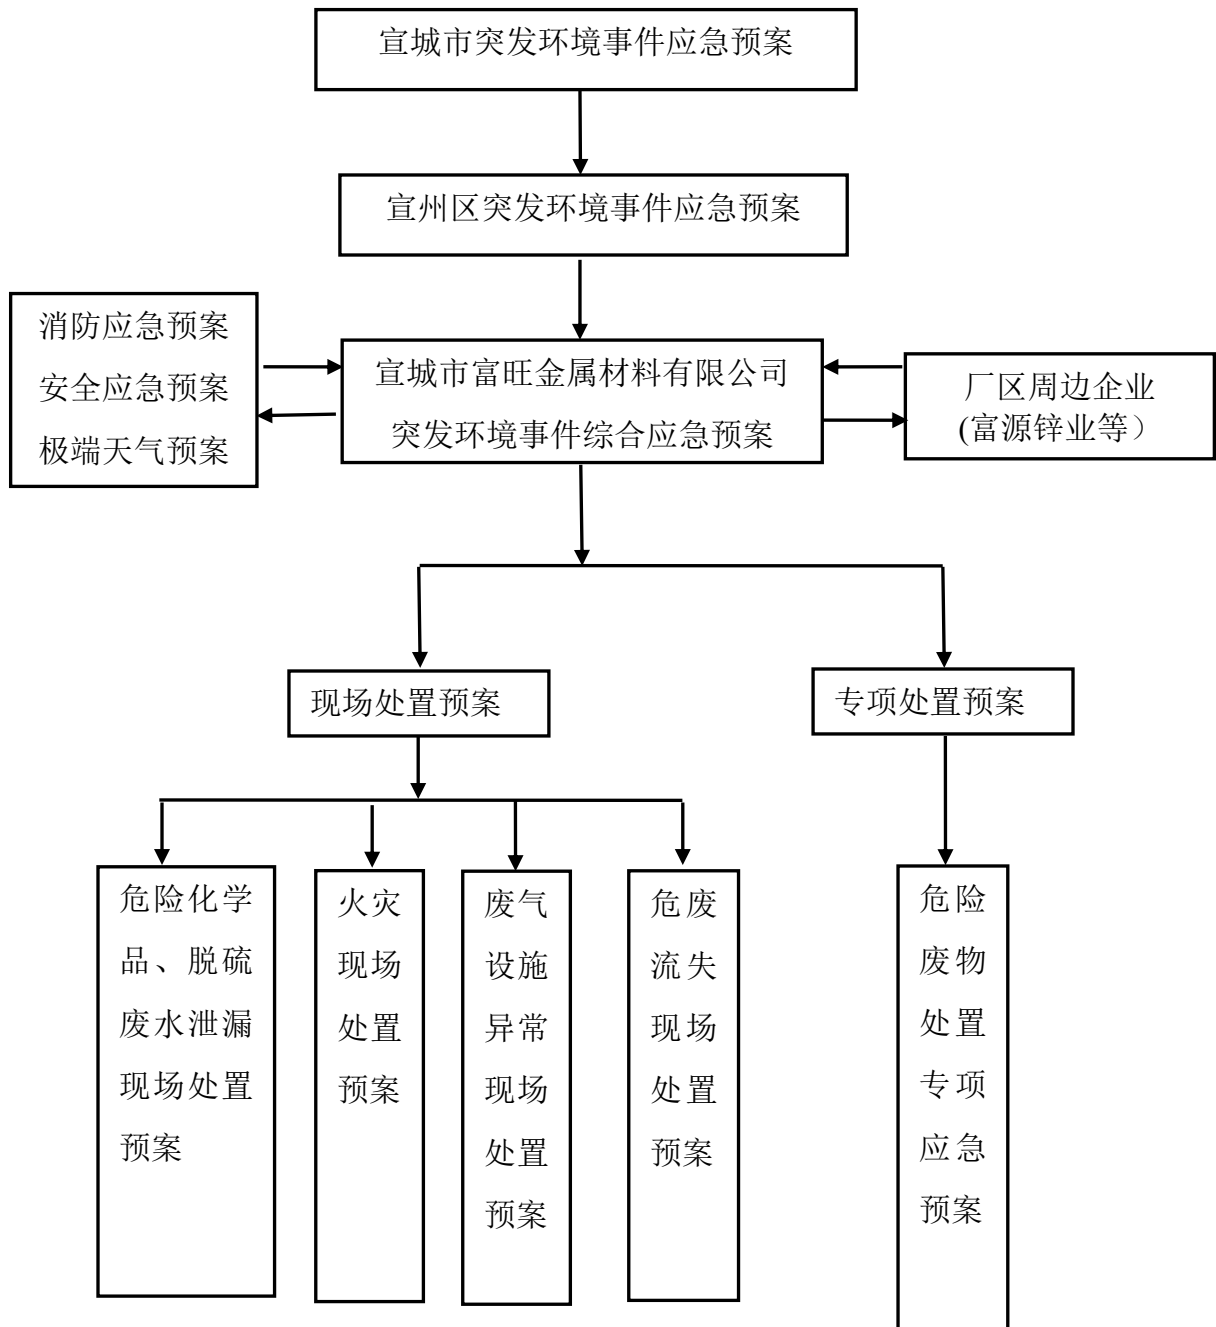 宣城市突发环境事件应急预案
宣州区突发环境事件应急预案
消防应急预案
安全应急预案
极端天气预案
宣城市富旺金属材料有限公司
突发环境事件综合应急预案
厂区周边企业
(富源锌业等）
现场处置预案
专项处置预案
危险化学
品、脱硫
废水泄漏
现场处置
预案
火灾
现场
处置
预案
废气
设施
异常
现场
处置
预案
危废
流失
现场
处置
预案
危险
废物
处置
专项
应急
预案